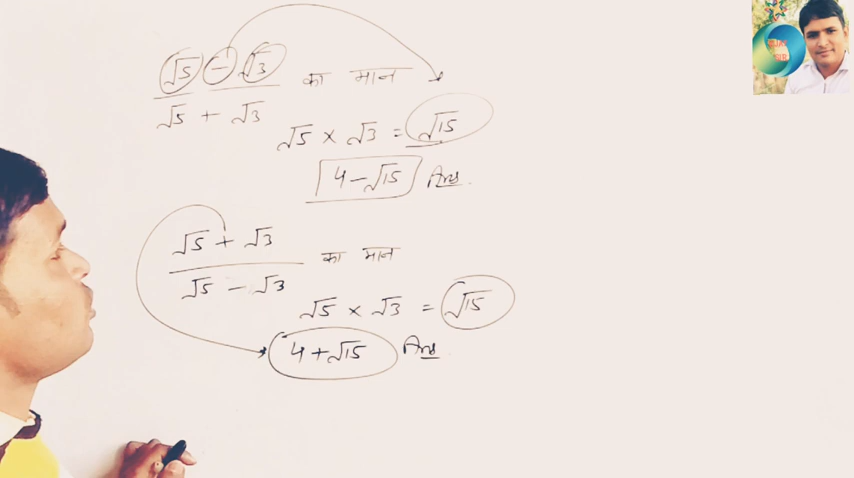 √5 - √3 का मान
√5 + √3
√5 × √3 = √15
4-√15 Ans.
√5 + √3 का मान
√5 - √3
√5 × √3 = √15
4+√15 Ans.